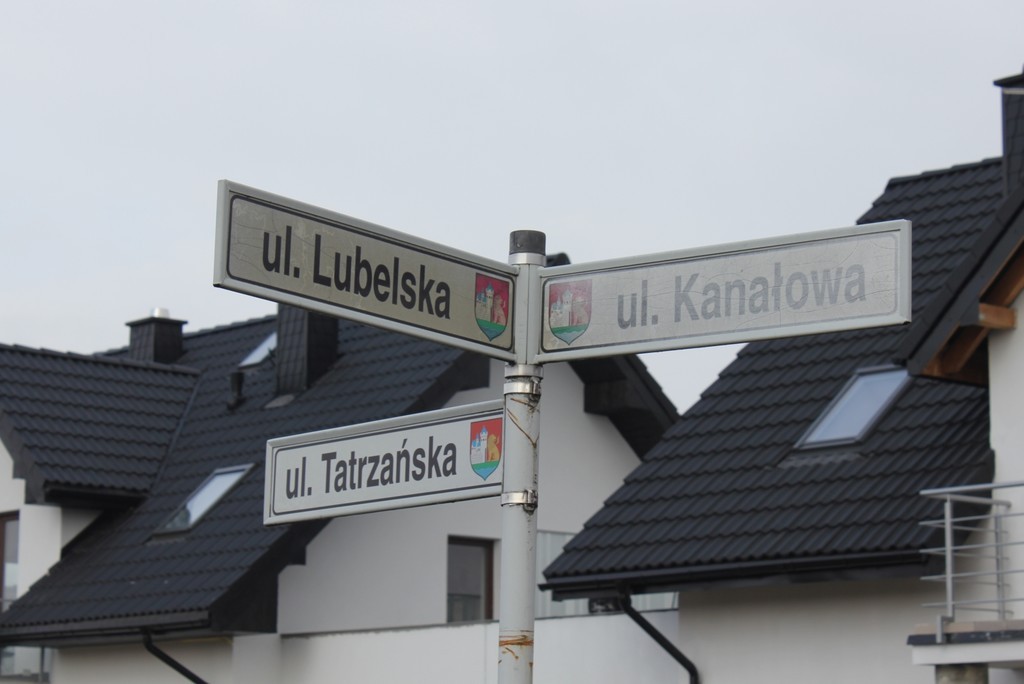 ul. Lubelska
ul. Kanałowa
ul. Tatrzańska